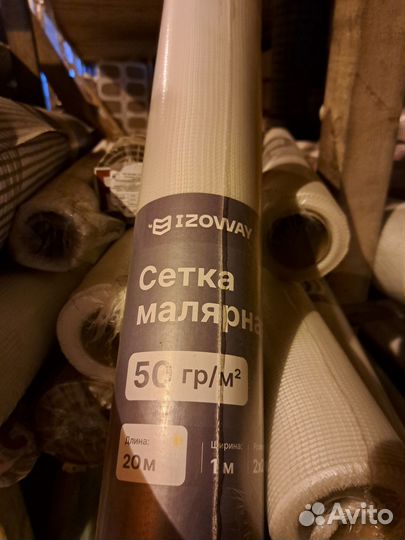 IZOWAY
Сетка
малярна
50 гр/м²
Длина: Ширина:
20 м 1 м
Avito